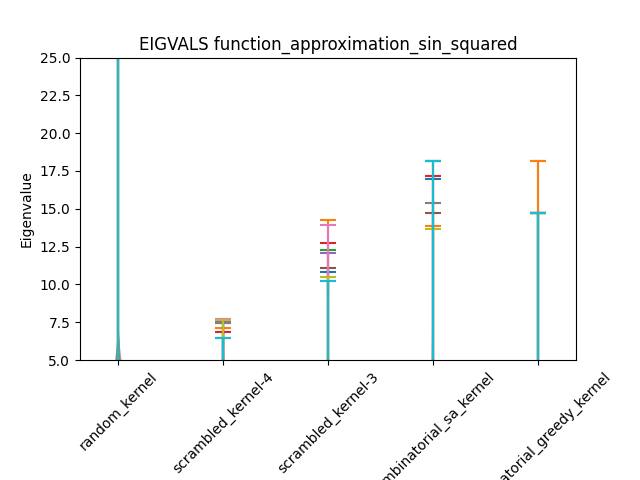 EIGVALS function_approximation_sin_squared
Eigenvalue
25.0
22.5
20.0
17.5
15.0
12.5
10.0
7.5
5.0
random_kernel
scrambled_kernel-4
scrambled_kernel-3
mbinatorial_sa_kernel
atorial_greedy_kernel